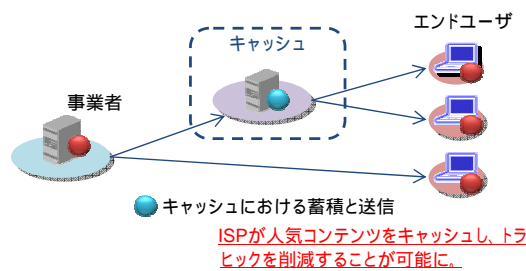 エンドユーザ
キャッシュ
事業者
キャッシュにおける蓄積と送信
ISPが人気コンテンツをキャッシュし、トラ
ヒックを削減することが可能に。